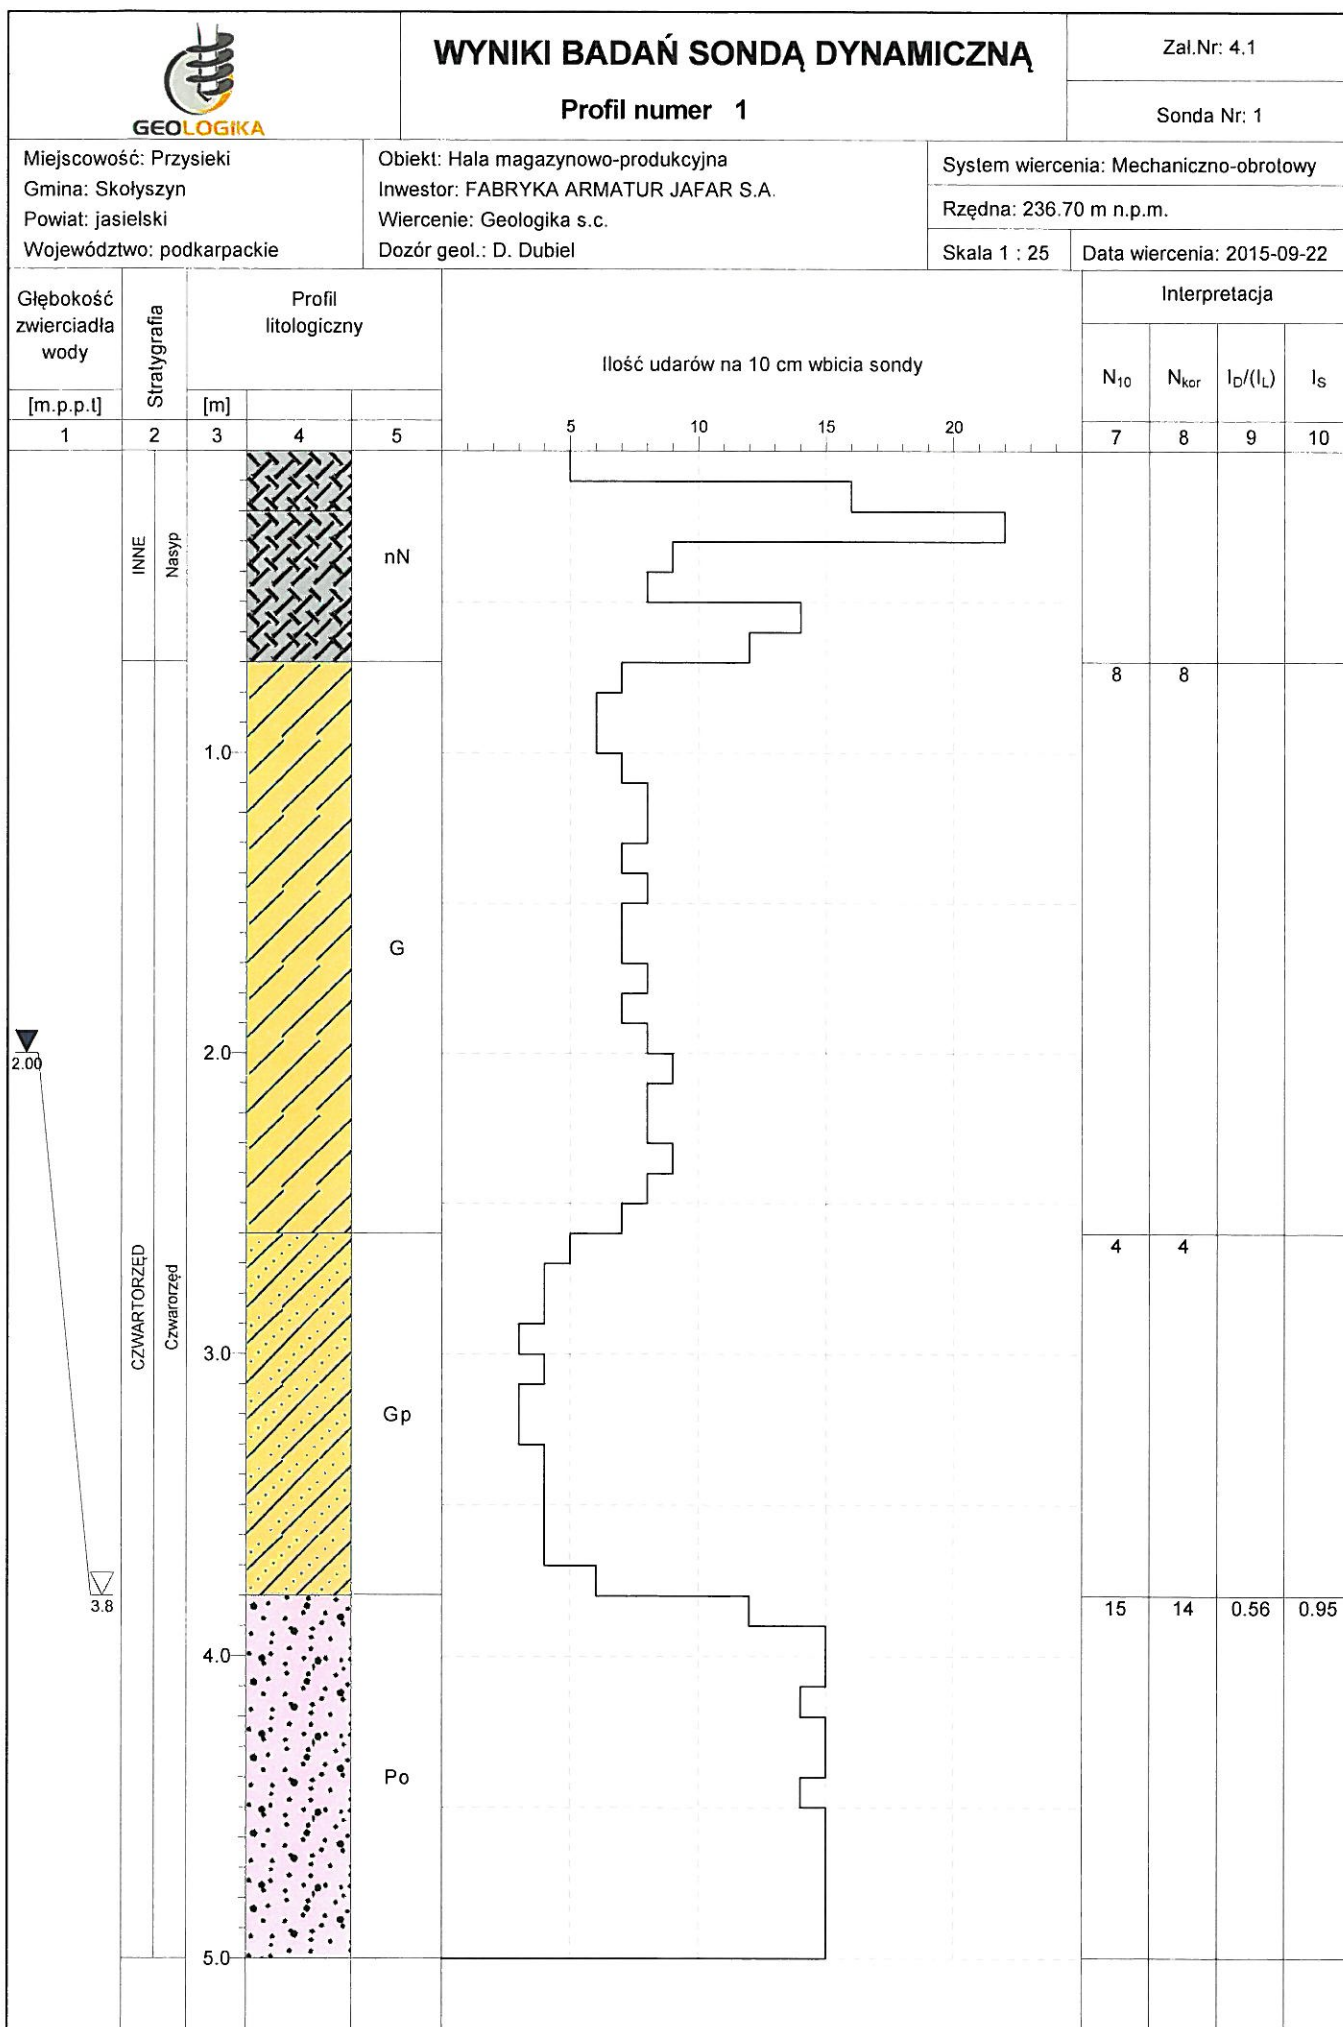 GEOLOGIKA
WYNIKI BADAŃ SONDĄ DYNAMICZNĄ
Profil numer 1
Zał.Nr: 4.1
Sonda Nr: 1
Miejscowość: Przysieki
Gmina: Skołyszyn
Powiat: jasielski
Województwo: podkarpackie
Obiekt: Hala magazynowo-produkcyjna
Inwestor: FABRYKA ARMATUR JAFAR S.A.
Wiercenie: Geologika s.c.
Dozór geol.: D. Dubiel
System wiercenia: Mechaniczno-obrotowy
Rzędna: 236.70 m n.p.m.
Skala 1 : 25
Data wiercenia: 2015-09-22
Głębokość
zwierciadła
wody
[m.p.p.t]
Stratygrafia
Profil
litologiczny
[m]
Ilość udarów na 10 cm wbicia sondy
Interpretacja
N10
Nkor
ID/(IL)
IS
1 2 3 4 5
5 10 15 20
7 8 9 10
INNE
Nasyp
nN
8 8
1.0
G
2.00
2.0
4 4
CZWARTORZĘD
Czwarorzęd
3.0
Gp
3.8
15 14 0.56 0.95
4.0
Po
5.0